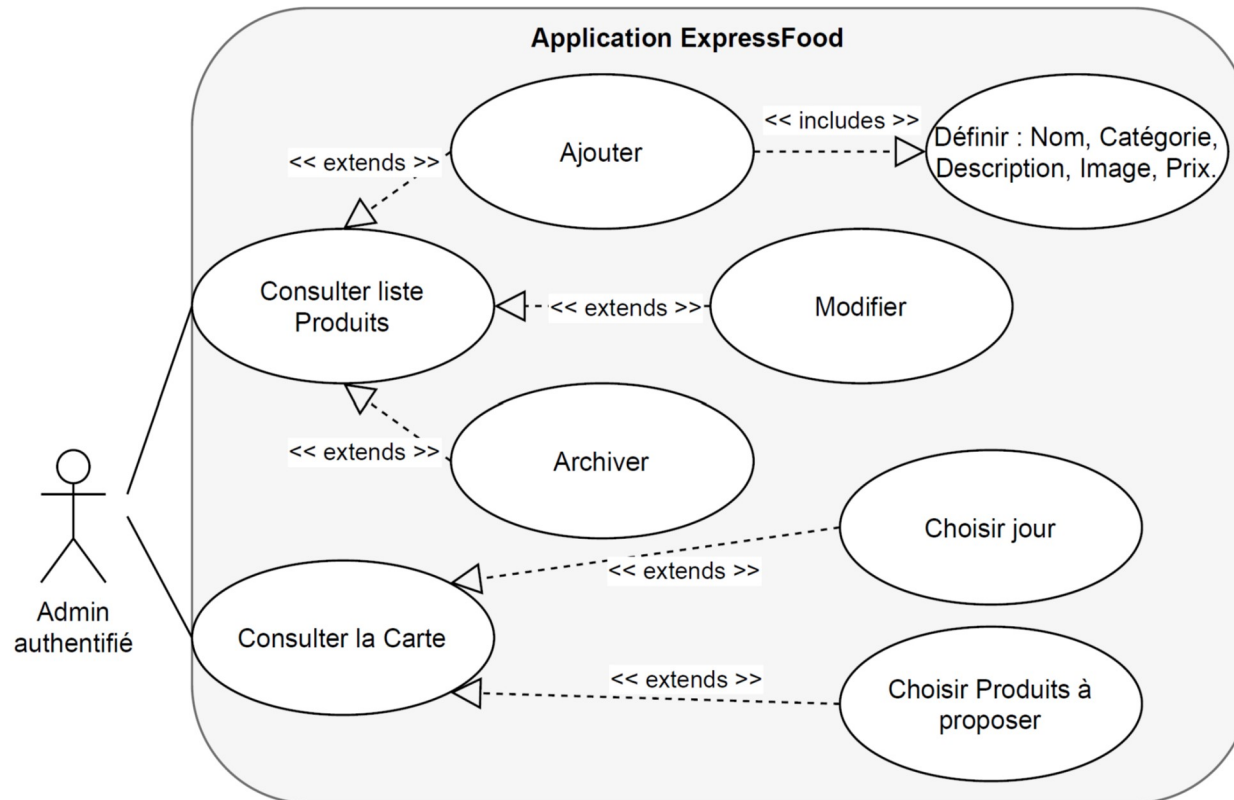 Application ExpressFood
Ajouter
<< includes >>
Définir : Nom, Catégorie,
Description, Image, Prix.
<< extends >>
Consulter liste
Produits
<< extends >>
Modifier
<< extends >>
Archiver
Choisir jour
<< extends >>
Admin
authentifié
Consulter la Carte
<< extends >>
Choisir Produits à
proposer